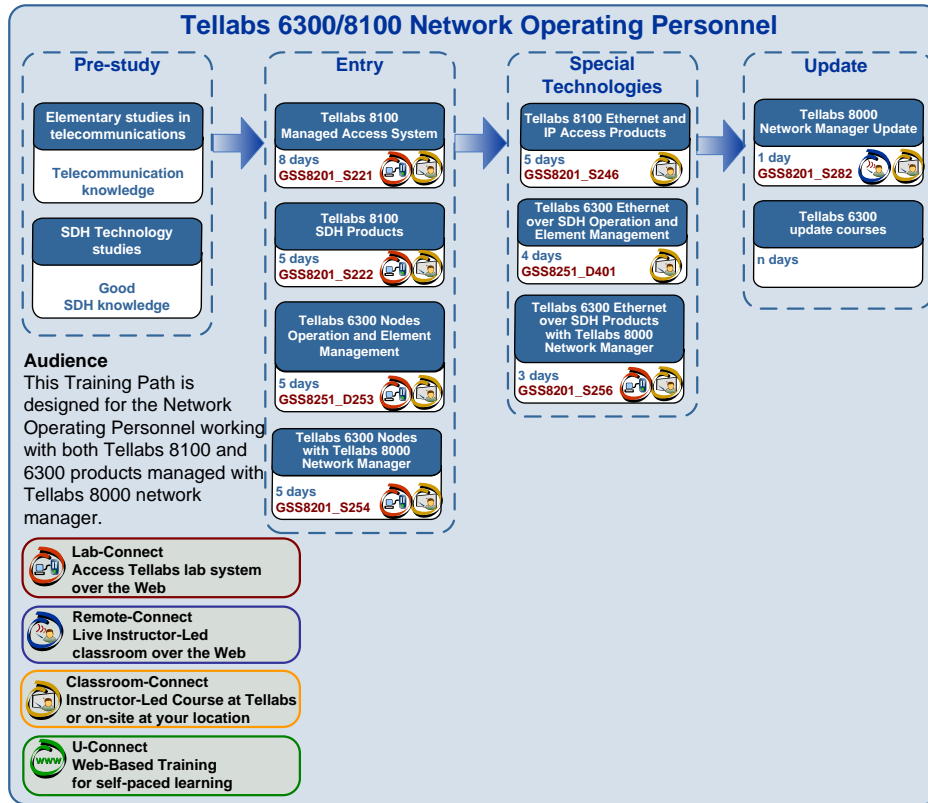 Tellabs 6300/8100 Network Operating Personnel
Pre-study
Elementary studies in
telecommunications
Telecommunication
knowledge
SDH Technology
studies
Good
SDH knowledge
Entry
Tellabs 8100
Managed Access System
8 days
GSS8201_S221
Tellabs 8100
SDH Products
5 days
GSS8201_S222
Tellabs 6300 Nodes
Operation and Element
Management
5 days
GSS8251_D253
Tellabs 6300 Nodes
with Tellabs 8000
Network Manager
5 days
GSS8201_S254
Special
Technologies
Tellabs 8100 Ethernet and
IP Access Products
5 days
GSS8201_S246
Tellabs 6300 Ethernet
over SDH Operation and
Element Management
4 days
GSS8251_D401
Tellabs 6300 Ethernet
over SDH Products
with Tellabs 8000
Network Manager
3 days
GSS8201_S256
Update
Tellabs 8000
Network Manager Update
1 day
GSS8201_S282
Tellabs 6300
update courses
n days
Audience
This Training Path is
designed for the Network
Operating Personnel working
with both Tellabs 8100 and
6300 products managed with
Tellabs 8000 network
manager.
Lab-Connect
Access Tellabs lab system
over the Web
Remote-Connect
Live Instructor-Led
classroom over the Web
Classroom-Connect
Instructor-Led Course at Tellabs
or on-site at your location
www
U-Connect
Web-Based Training
for self-paced learning